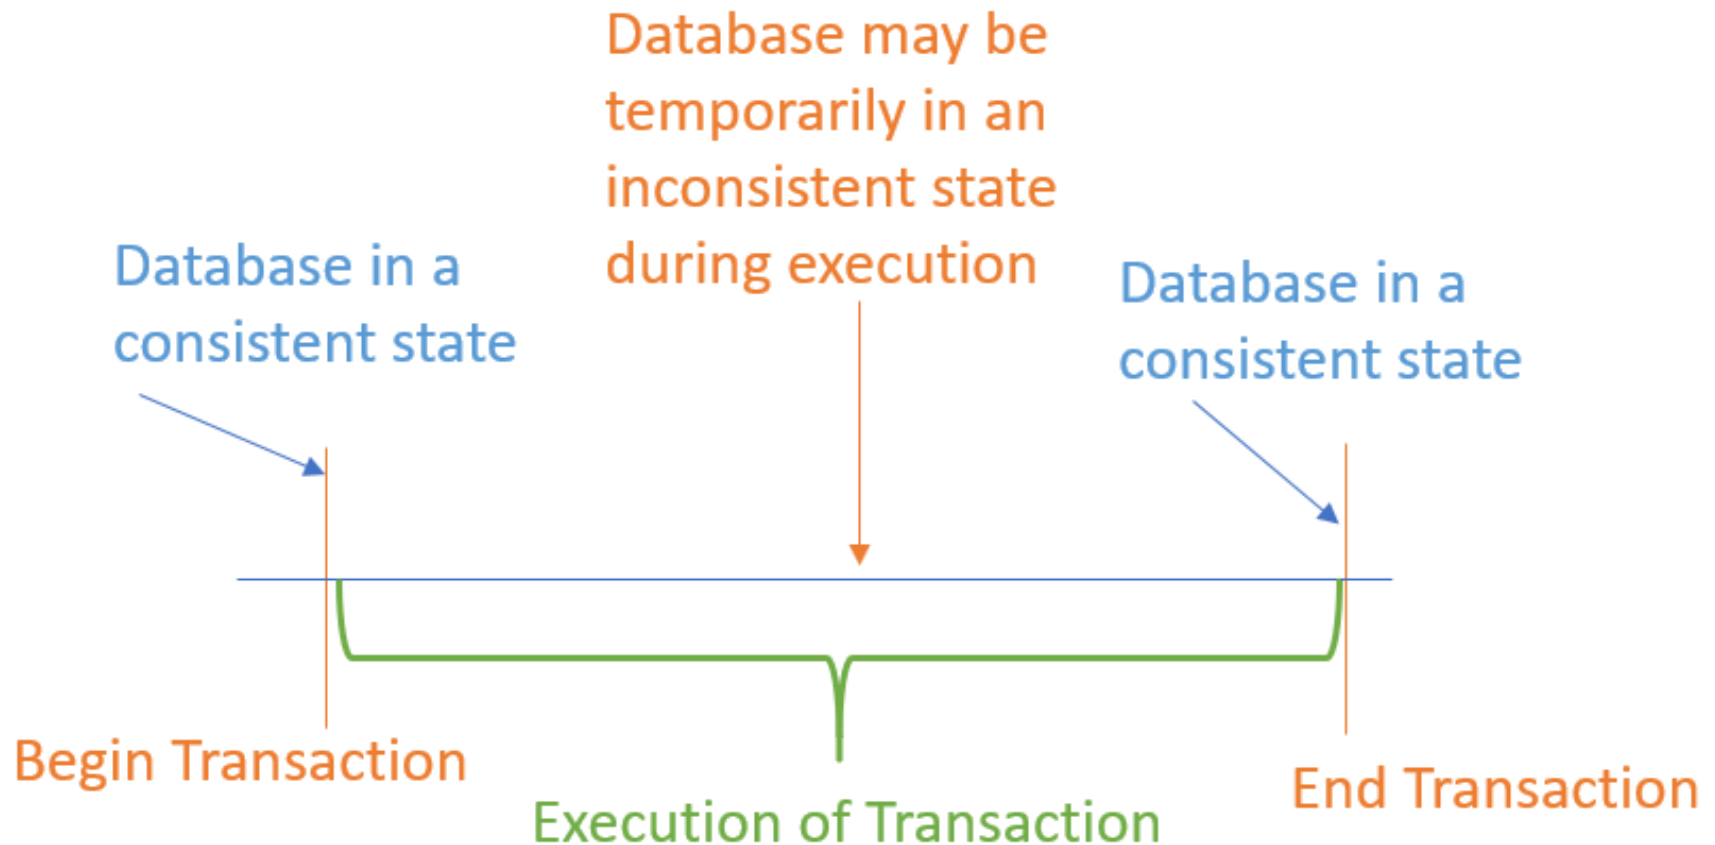 Database may be
temporarily in an
inconsistent state
during execution
Database in a
consistent state
Database in a
consistent state
Begin Transaction
End Transaction
Execution of Transaction